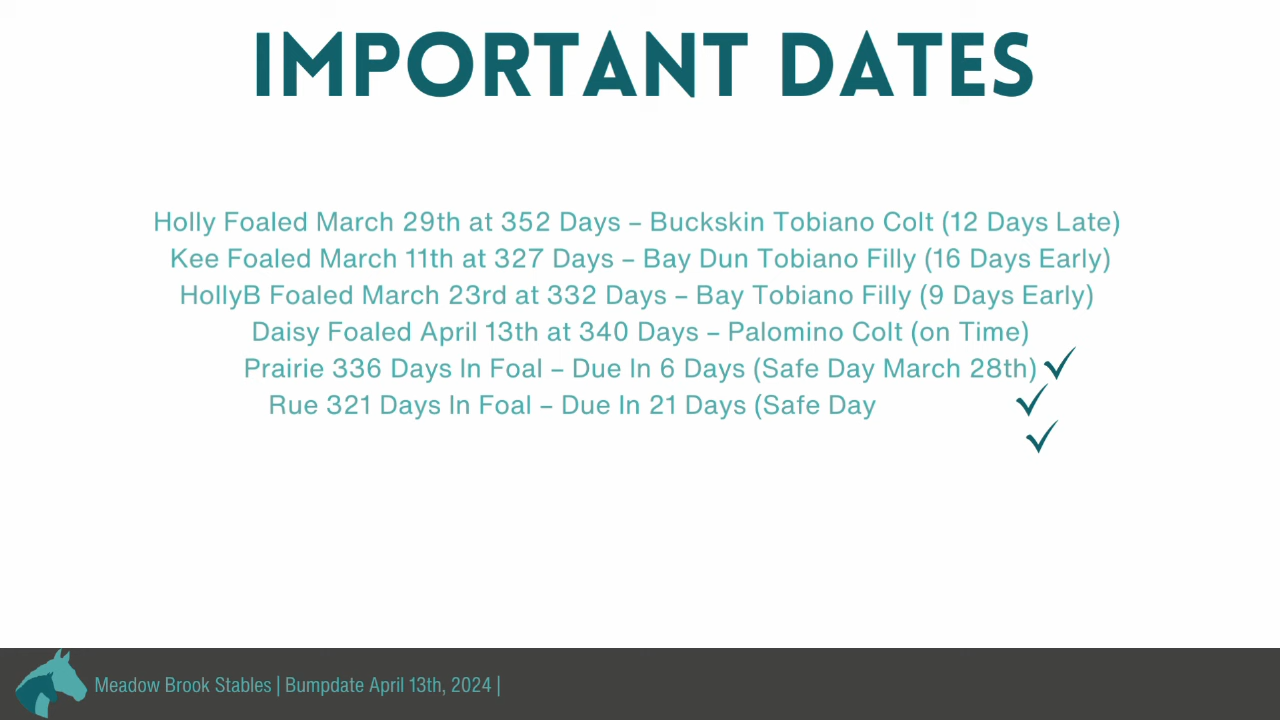 IMPORTANT DATES
Holly Foaled March 29th at 352 Days – Buckskin Tobiano Colt (12 Days Late)
Kee Foaled March 11th at 327 Days – Bay Dun Tobiano Filly (16 Days Early)
HollyB Foaled March 23rd at 332 Days – Bay Tobiano Filly (9 Days Early)
Daisy Foaled April 13th at 340 Days – Palomino Colt (on Time)
Prairie 336 Days In Foal – Due In 6 Days (Safe Day March 28th)
Rue 321 Days In Foal – Due In 21 Days (Safe Day
Meadow Brook Stables | Bumpdate April 13th, 2024 |